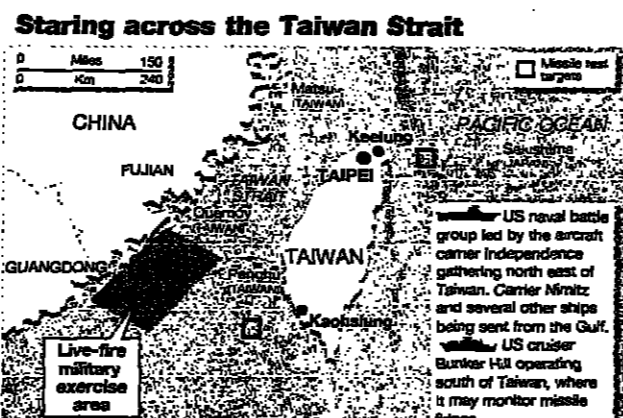 Staring across the Taiwan Strait
0 Miles 150
0 Km 240
Missile test
targets
Matsu
(TAIWAN)
CHINA
PACIFIC OCEAN
Keelung
FUJIAN
TAIPEI
TAIWAN
STRAIT
Quemoy
(TAIWAN)
GUANGDONG
TAIWAN
Penghu
(TAIWAN)
Kaohsiung
Live-fire
military
exercise
area
US naval battle
group led by the aircraft
carrier Independence
gathering north east of
Taiwan. Carrier Nimitz
and several other ships
being sent from the Gulf.
US cruiser
Bunker Hill operating
south of Taiwan, where
it may monitor missile